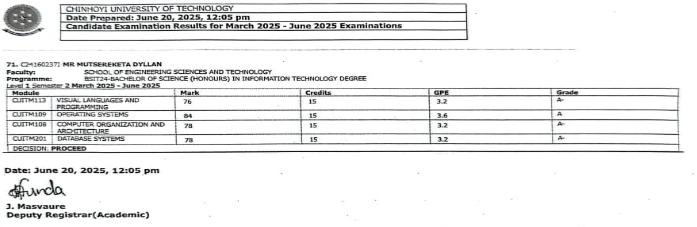 CHINHOYI UNIVERSITY OF TECHNOLOGY
Date Prepared: June 20, 2025, 12:05 pm
Candidate Examination Results for March 2025 - June 2025 Examinations
71. MR MUTSEREKETA DYLLAN
Faculty: SCHOOL OF ENGINEERING SCIENCES AND TECHNOLOGY
Programme: BSIT24-BACHELOR OF SCIENCE (HONOURS) IN INFORMATION TECHNOLOGY DEGREE
Level 1 Semester 2 March 2025 - June 2025
Module Mark Credits GPE Grade
CUITM113 VISUAL LANGUAGES AND PROGRAMMING 76 15 3.2 A-
CUITM109 OPERATING SYSTEMS 84 15 3.6 A
CUITM108 COMPUTER ORGANIZATION AND ARCHITECTURE 78 15 3.2 A-
CUITM201 DATABASE SYSTEMS 78 15 3.2 A-
DECISION: PROCEED
Date: June 20, 2025, 12:05 pm
J. Masvaure
Deputy Registrar(Academic)